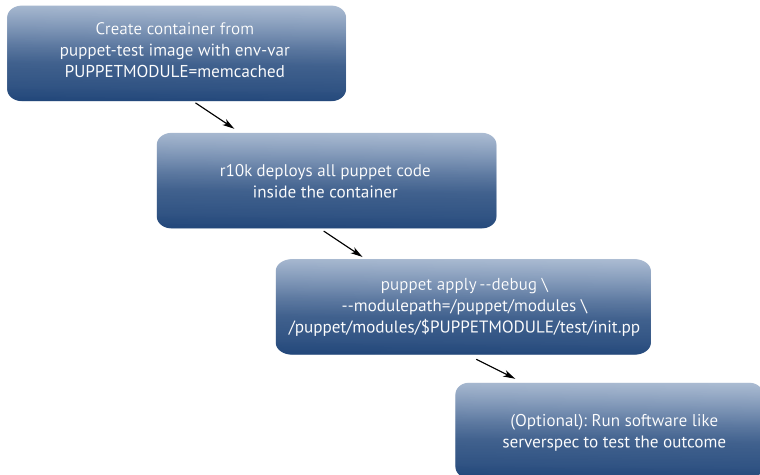 Create container from
puppet-test image with env-var
PUPPETMODULE=memcached
r10k deploys all puppet code
inside the container
puppet apply --debug \
--modulepath=/puppet/modules \
/puppet/modules/$PUPPETMODULE/test/init.pp
(Optional): Run software like
serverspec to test the outcome